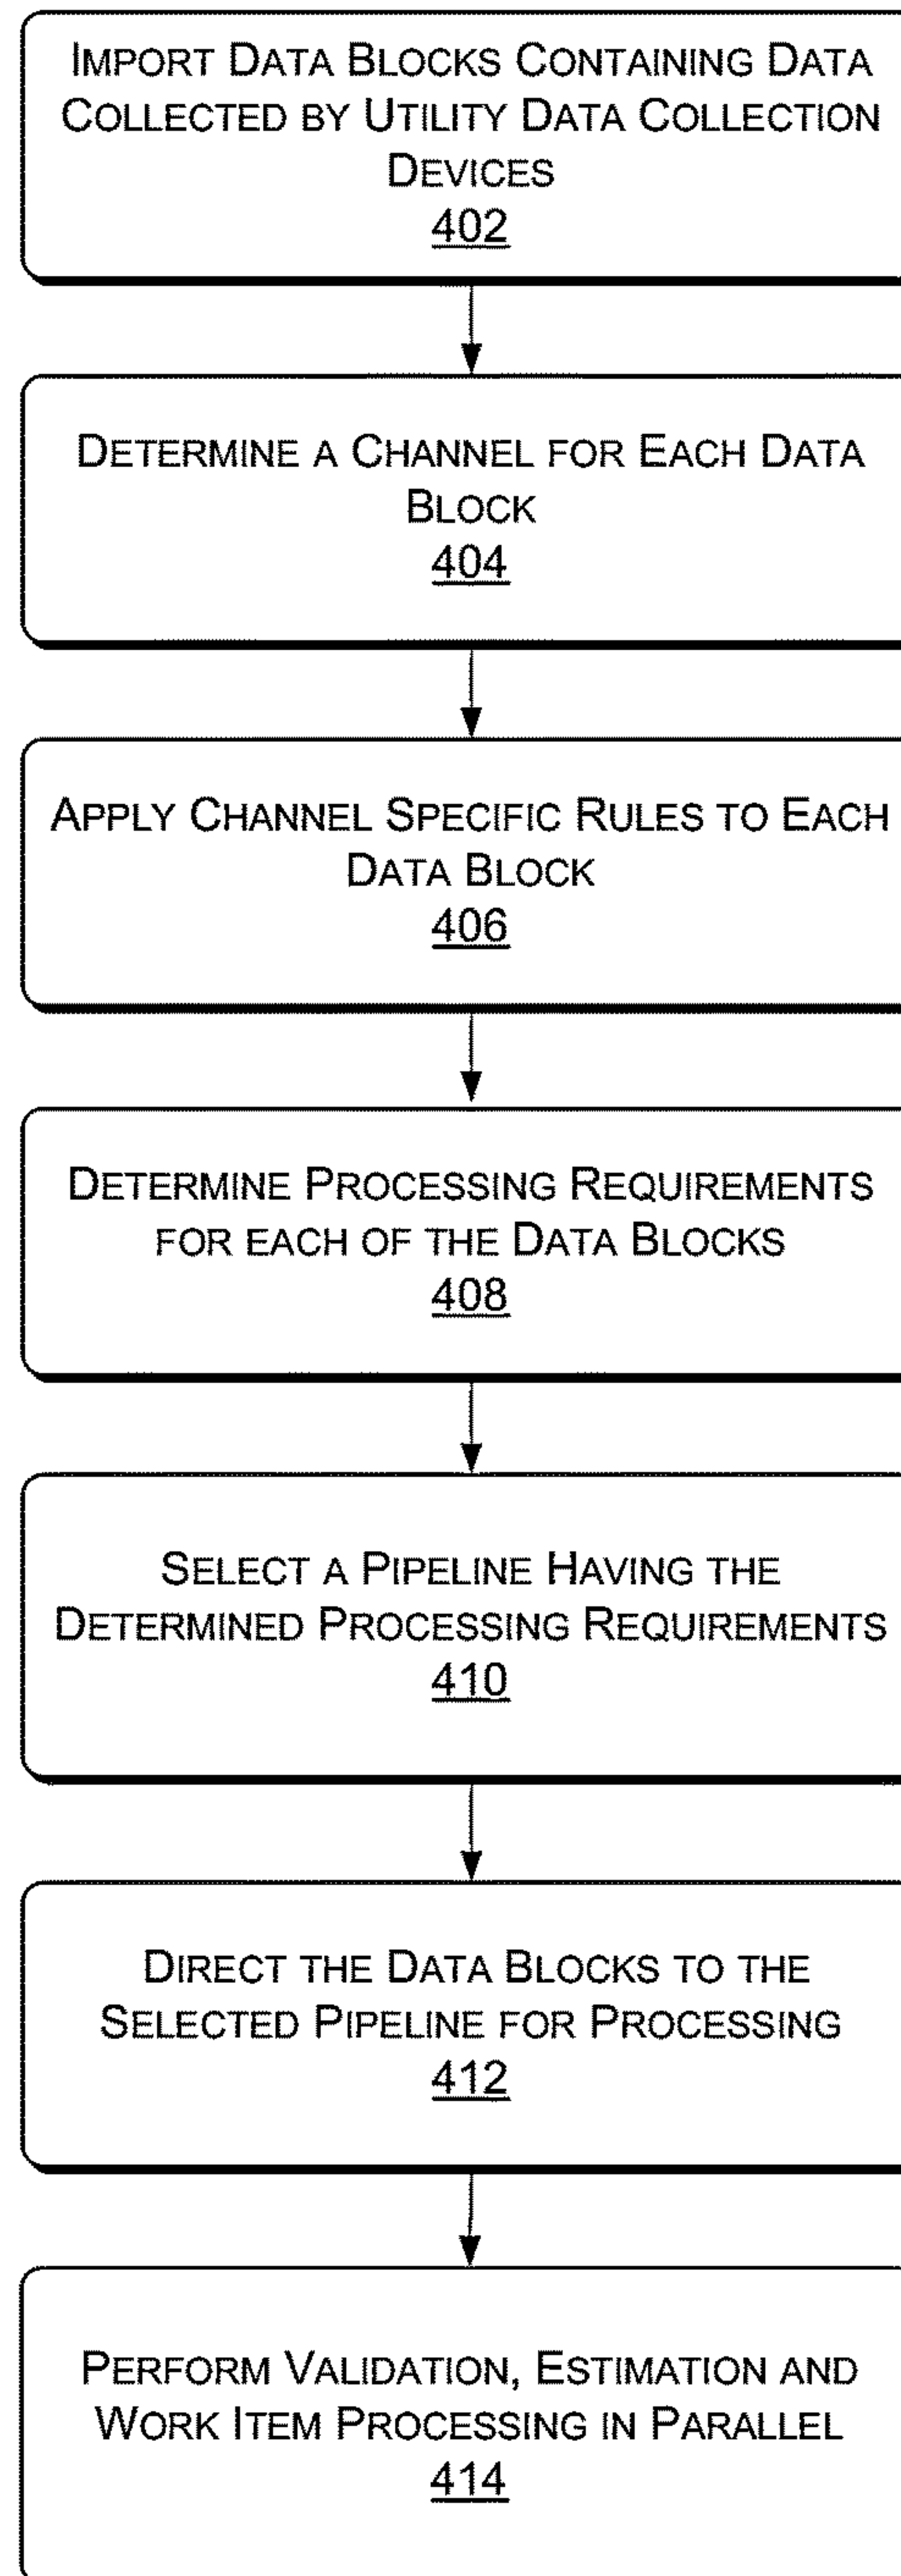 IMPORT DATA BLOCKS CONTAINING DATA
COLLECTED BY UTILITY DATA COLLECTION
DEVICES
402
DETERMINE A CHANNEL FOR EACH DATA
BLOCK
404
APPLY CHANNEL SPECIFIC RULES TO EACH
DATA BLOCK
406
DETERMINE PROCESSING REQUIREMENTS
FOR EACH OF THE DATA BLOCKS
408
SELECT A PIPELINE HAVING THE
DETERMINED PROCESSING REQUIREMENTS
410
DIRECT THE DATA BLOCKS TO THE
SELECTED PIPELINE FOR PROCESSING
412
PERFORM VALIDATION, ESTIMATION AND
WORK ITEM PROCESSING IN PARALLEL
414